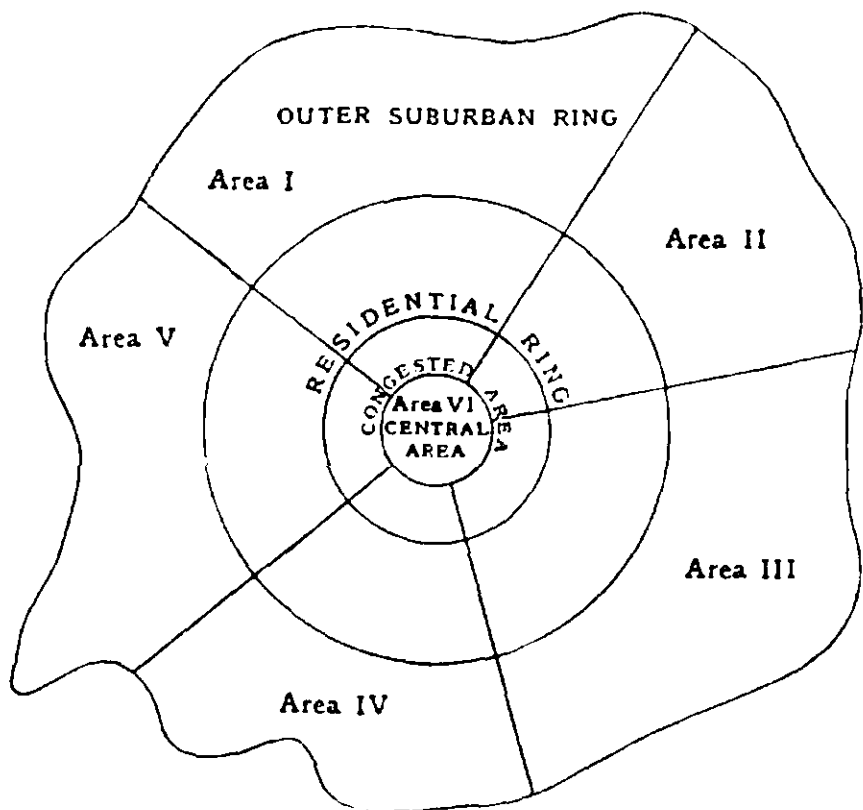 OUTER SUBURBAN RING
Area I
Area II
Area V
RESIDENTIAL RING
CONGESTED AREA
Area VI
CENTRAL
AREA
Area III
Area IV